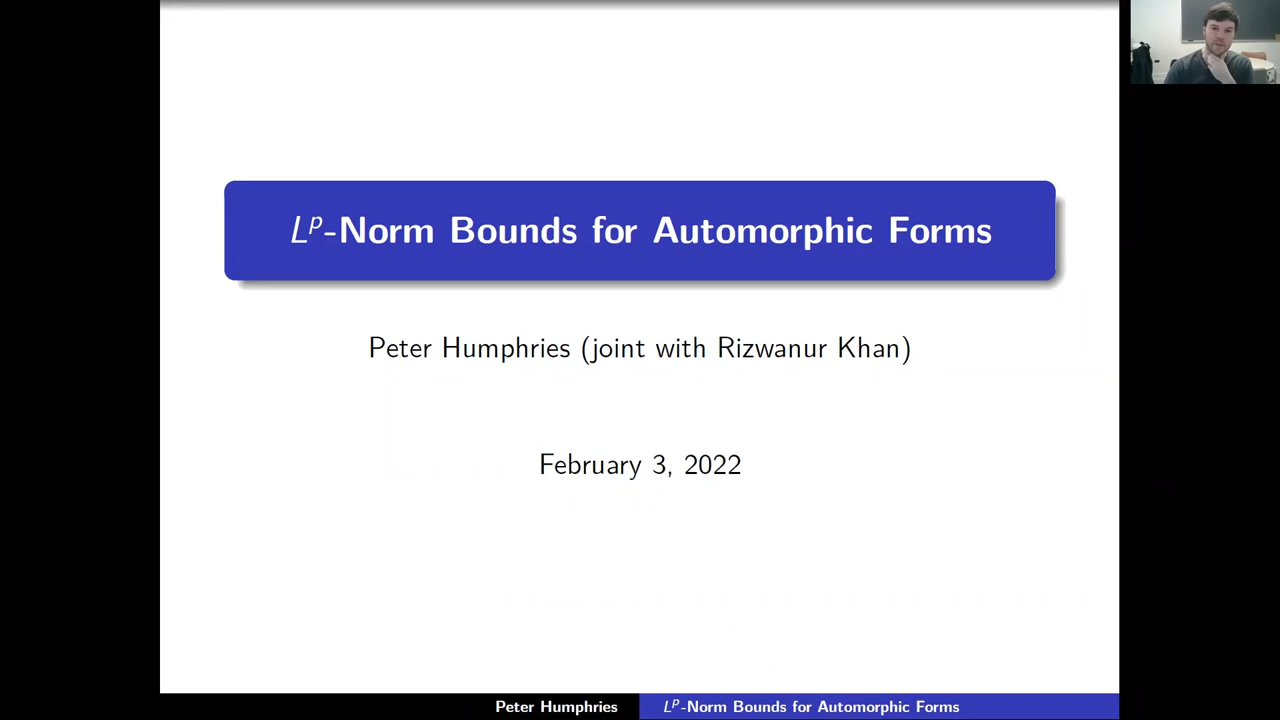 L^p-Norm Bounds for Automorphic Forms
Peter Humphries (joint with Rizwanur Khan)
February 3, 2022
Peter Humphries
L^p-Norm Bounds for Automorphic Forms